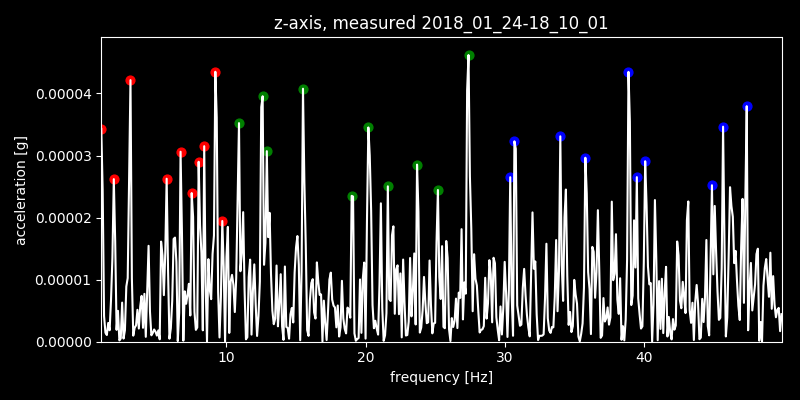 z-axis, measured 2018_01_24-18_10_01
acceleration [g]
0.00004
0.00003
0.00002
0.00001
0.00000
10 20 30 40
frequency [Hz]